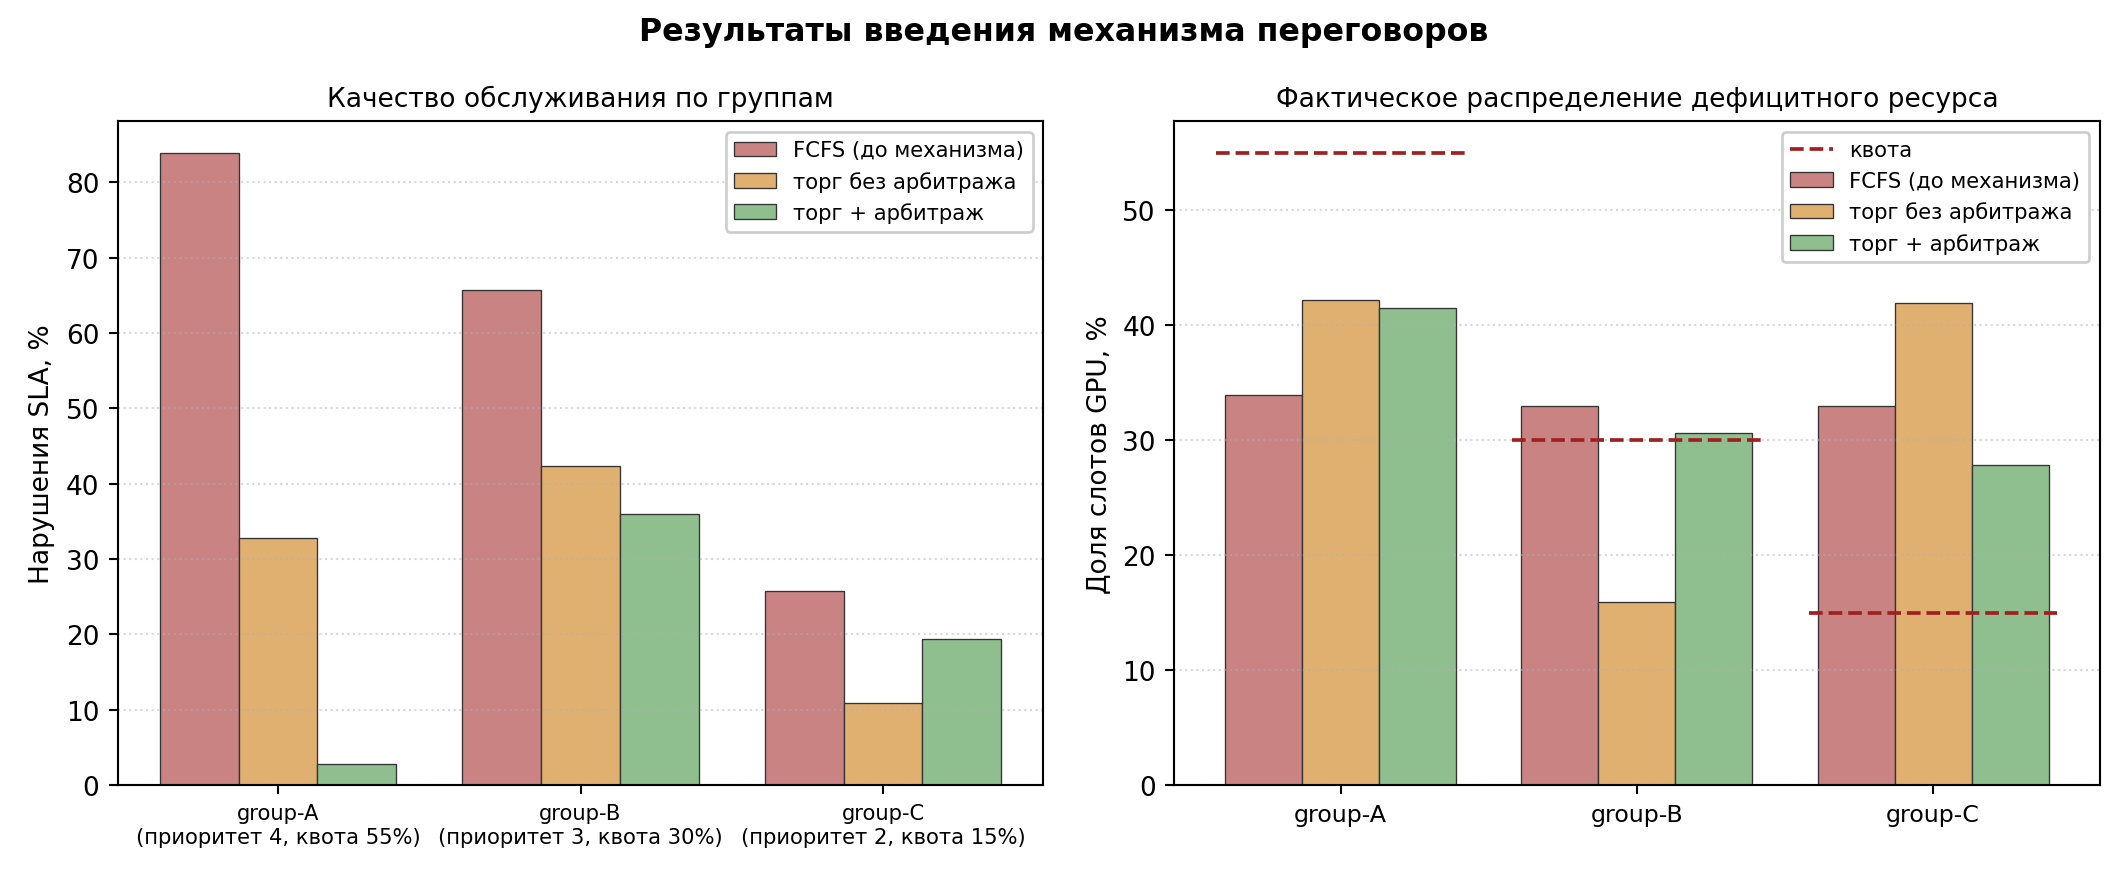 Результаты введения механизма переговоров
Качество обслуживания по группам
Нарушения SLA, %
80
70
60
50
40
30
20
10
0
FCFS (до механизма)
торг без арбитража
торг + арбитраж
group-A
(приоритет 4, квота 55%)
group-B
(приоритет 3, квота 30%)
group-C
(приоритет 2, квота 15%)
Фактическое распределение дефицитного ресурса
Доля слотов GPU, %
50
40
30
20
10
0
квота
FCFS (до механизма)
торг без арбитража
торг + арбитраж
group-A
group-B
group-C